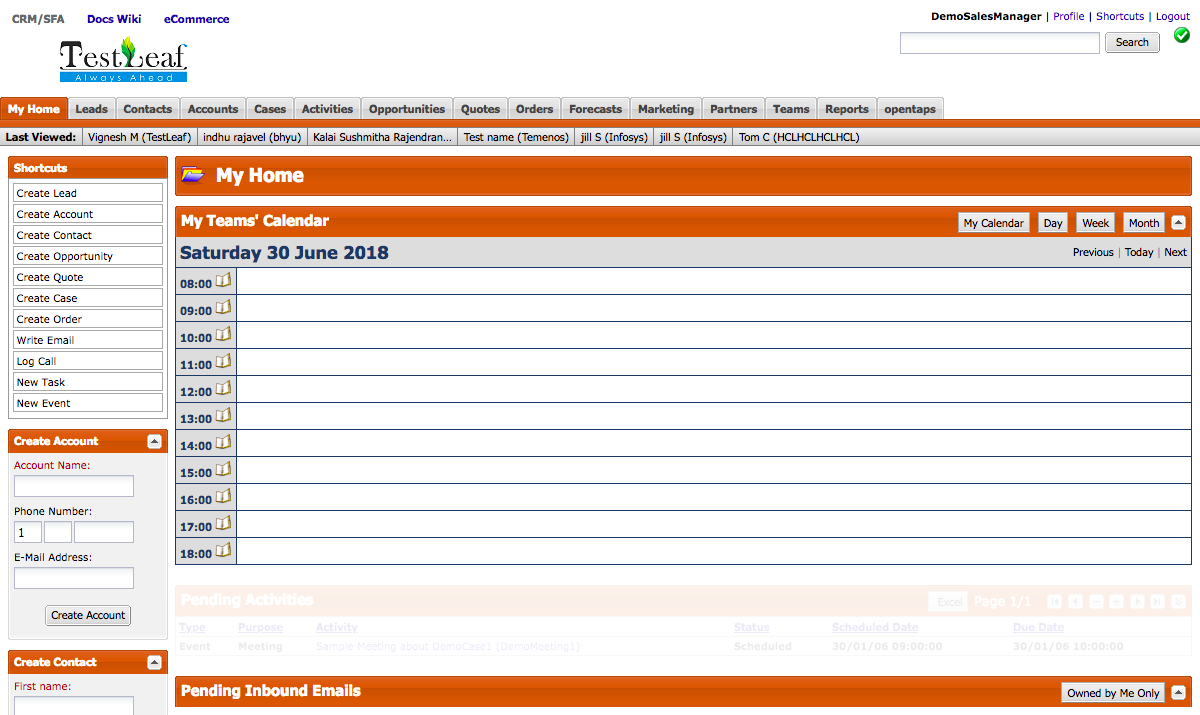 CRM/SFA Docs Wiki eCommerce
DemoSalesManager | Profile | Shortcuts | Logout
Search
TestLeaf
Always Ahead
My Home Leads Contacts Accounts Cases Activities Opportunities Quotes Orders Forecasts Marketing Partners Teams Reports opentaps
Last Viewed: Vignesh M (TestLeaf) indhu rajavel (bhyu) Kalai Sushmitha Rajendran... Test name (Temenos) jill S (Infosys) jill S (Infosys) Tom C (HCLHCLHCLHCL)
Shortcuts
Create Lead
Create Account
Create Contact
Create Opportunity
Create Quote
Create Case
Create Order
Write Email
Log Call
New Task
New Event
Create Account
Account Name:
Phone Number:
1
E-Mail Address:
Create Account
Create Contact
First name:
My Home
My Teams' Calendar
My Calendar Day Week Month
Saturday 30 June 2018
Previous | Today | Next
08:00
09:00
10:00
11:00
12:00
13:00
14:00
15:00
16:00
17:00
18:00
Pending Activities
Excel Page 1/1
Type Purpose Activity Status Scheduled Date Due Date
Event Meeting Sample Meeting about DemoCase1 [DemoMeeting1] Scheduled 30/01/06 09:00:00 30/01/06 10:00:00
Pending Inbound Emails
Owned by Me Only